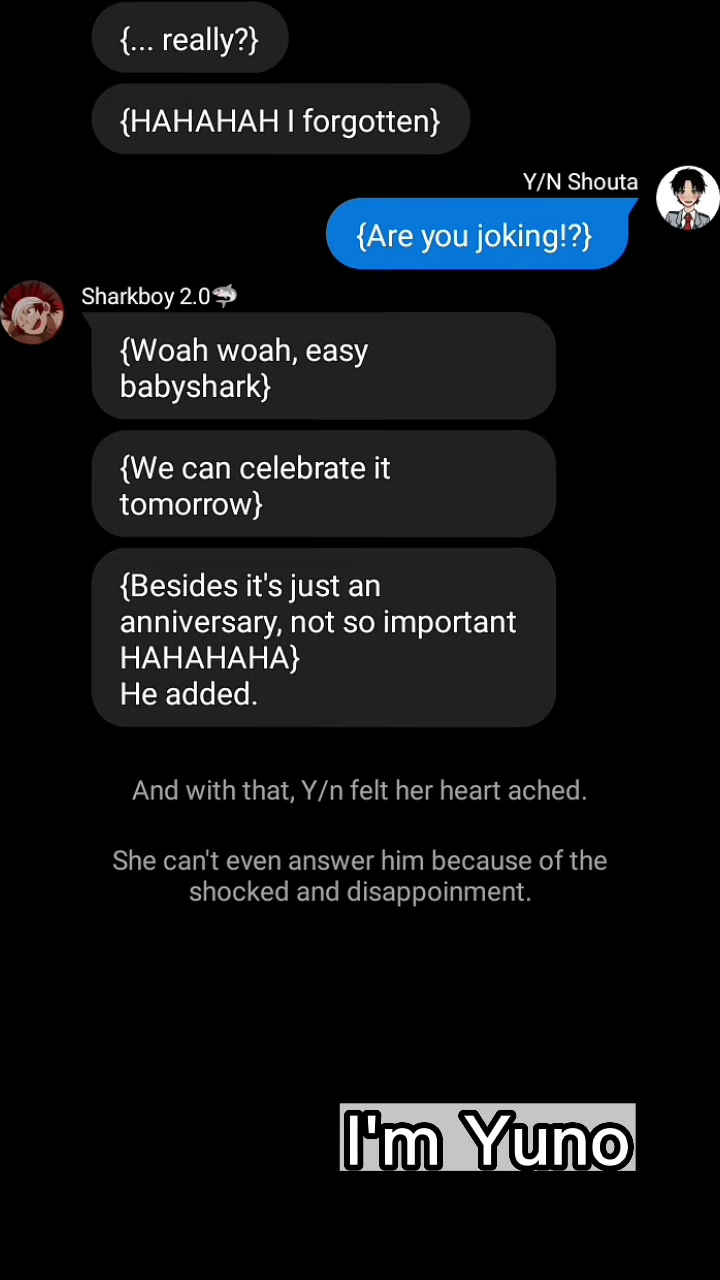 {... really?}
{HAHAHAH I forgotten}
Y/N Shouta
{Are you joking!?}
Sharkboy 2.0🦈
{Woah woah, easy
babyshark}
{We can celebrate it
tomorrow}
{Besides it's just an
anniversary, not so important
HAHAHAHA}
He added.
And with that, Y/n felt her heart ached.
She can't even answer him because of the
shocked and disappoinment.
I'm Yuno